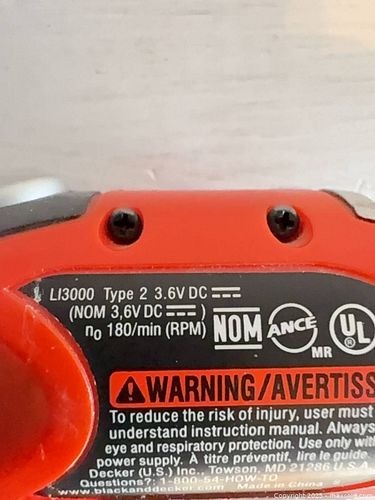 LI3000 Type 2 3.6V DC
(NOM 3,6V DC )
n0 180/min (RPM)
NOM ANCE UL
MR
WARNING/AVERTISS
To reduce the risk of injury, user must
understand instruction manual. Always
eye and respiratory protection. Use only with
power supply. A titre préventif, lire le guide.
Decker (U.S.) Inc., Towson, MD 21286 U.S.A.
Questions?: 1-800-54-HOW-TO
www.blackanddecker.com Made in China